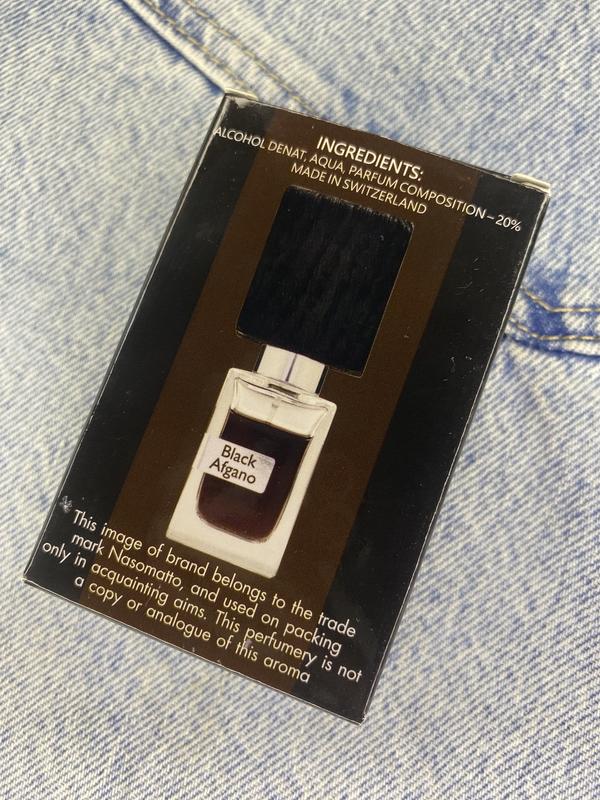 INGREDIENTS:
ALCOHOL DENAT, AQUA, PARFUM COMPOSITION – 20%
MADE IN SWITZERLAND
Black
Afgano
This image of brand belongs to the trade
mark Nasomatto, and used on packing
only in acquainting aims. This perfumery is not
a copy or analogue of this aroma